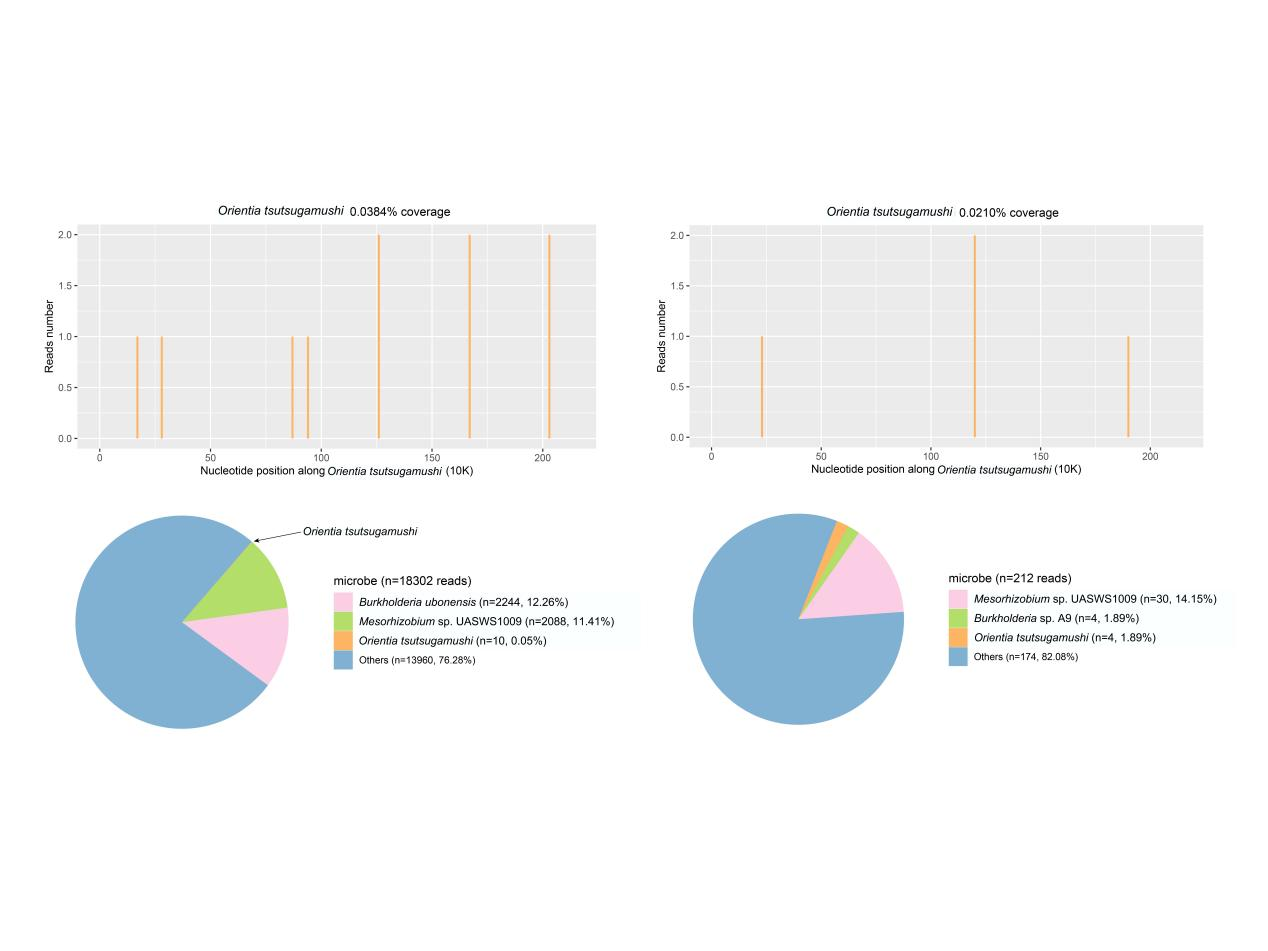 Orientia tsutsugamushi 0.0384% coverage
2.0
1.5
1.0
0.5
0.0
Reads number
0 50 100 150 200
Nucleotide position along Orientia tsutsugamushi (10K)
Orientia tsutsugamushi 0.0210% coverage
2.0
1.5
1.0
0.5
0.0
Reads number
0 50 100 150 200
Nucleotide position along Orientia tsutsugamushi (10K)
Orientia tsutsugamushi
microbe (n=18302 reads)
Burkholderia ubonensis (n=2244, 12.26%)
Mesorhizobium sp. UASWS1009 (n=2088, 11.41%)
Orientia tsutsugamushi (n=10, 0.05%)
Others (n=13960, 76.28%)
microbe (n=212 reads)
Mesorhizobium sp. UASWS1009 (n=30, 14.15%)
Burkholderia sp. A9 (n=4, 1.89%)
Orientia tsutsugamushi (n=4, 1.89%)
Others (n=174, 82.08%)